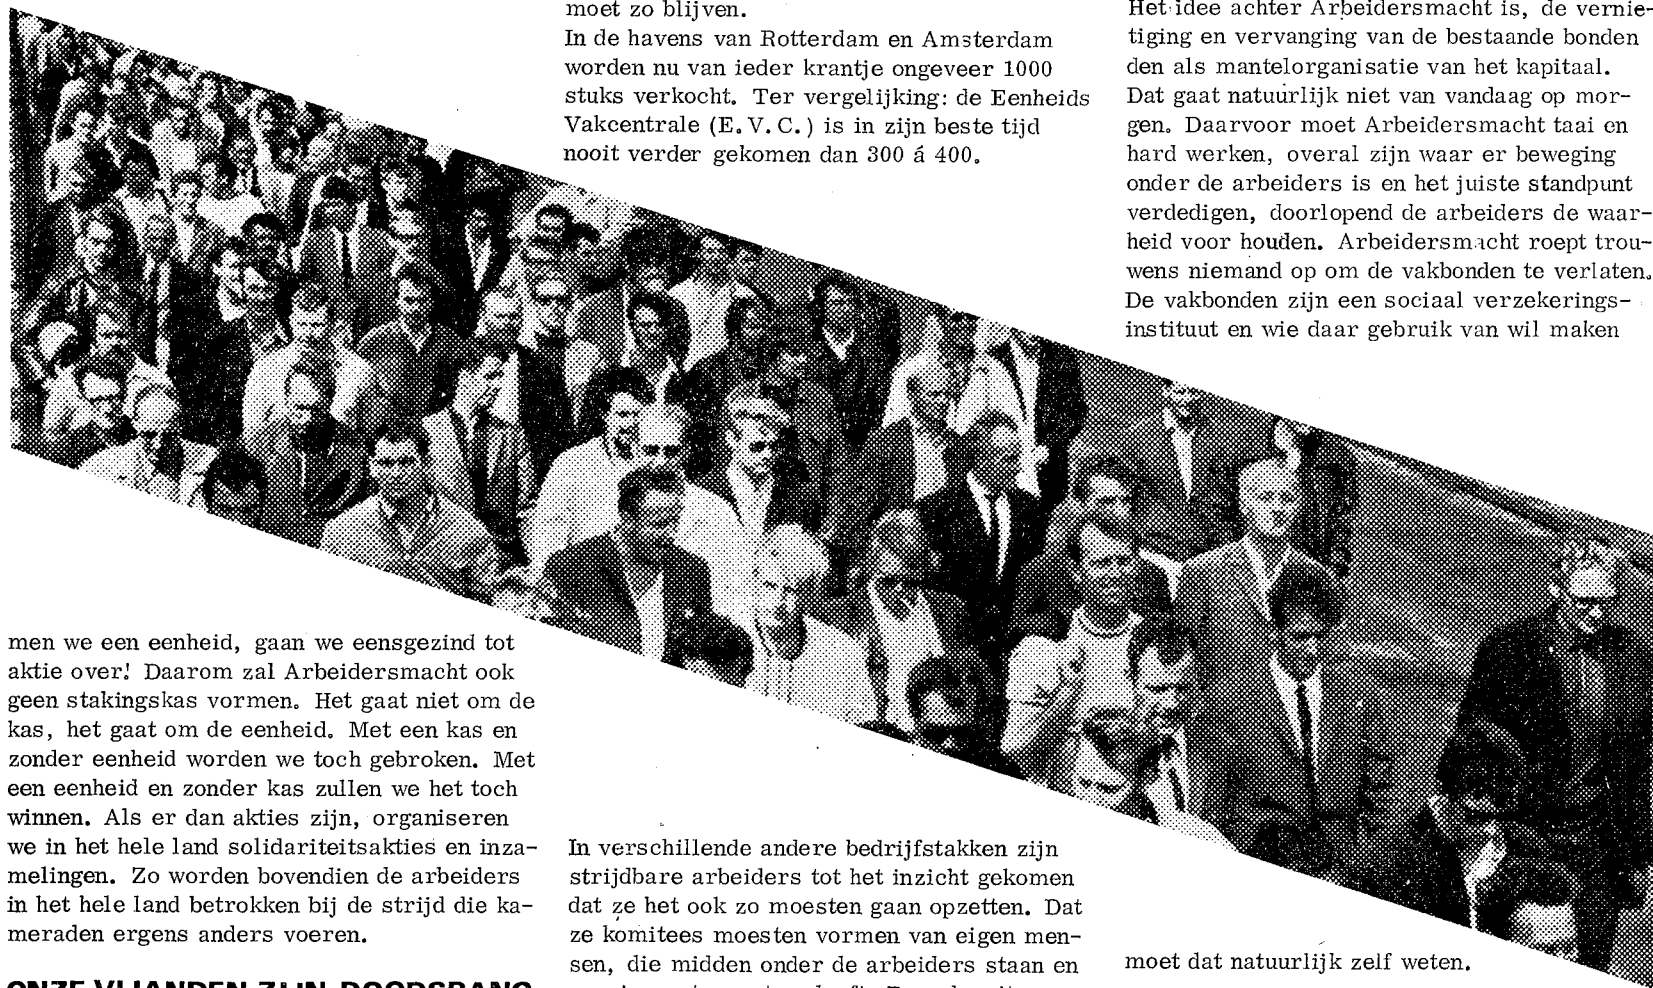 men we een eenheid, gaan we eensgezind tot
aktie over! Daarom zal Arbeidersmacht ook
geen stakingskas vormen. Het gaat niet om de
kas, het gaat om de eenheid. Met een kas en
zonder eenheid worden we toch gebroken. Met
een eenheid en zonder kas zullen we het toch
winnen. Als er dan akties zijn, organiseren
we in het hele land solidariteitsakties en inza-
melingen. Zo worden bovendien de arbeiders
in het hele land betrokken bij de strijd die ka-
meraden ergens anders voeren.
ONZE VIJANDEN ZIJN DOODSBANG
moet zo blijven.
In de havens van Rotterdam en Amsterdam
worden nu van ieder krantje ongeveer 1000
stuks verkocht. Ter vergelijking: de Eenheids
Vakcentrale (E.V.C.) is in zijn beste tijd
nooit verder gekomen dan 300 á 400.
In verschillende andere bedrijfstakken zijn
strijdbare arbeiders tot het inzicht gekomen
dat ze het ook zo moesten gaan opzetten. Dat
ze komitees moesten vormen van eigen men-
sen, die midden onder de arbeiders staan en
Het idee achter Arbeidersmacht is, de vernie-
tiging en vervanging van de bestaande bonden
den als mantelorganisatie van het kapitaal.
Dat gaat natuurlijk niet van vandaag op mor-
gen. Daarvoor moet Arbeidersmacht taai en
hard werken, overal zijn waar er beweging
onder de arbeiders is en het juiste standpunt
verdedigen, doorlopend de arbeiders de waar-
heid voor houden. Arbeidersmacht roept trou-
wens niemand op om de vakbonden te verlaten.
De vakbonden zijn een sociaal verzekerings-
instituut en wie daar gebruik van wil maken
moet dat natuurlijk zelf weten.